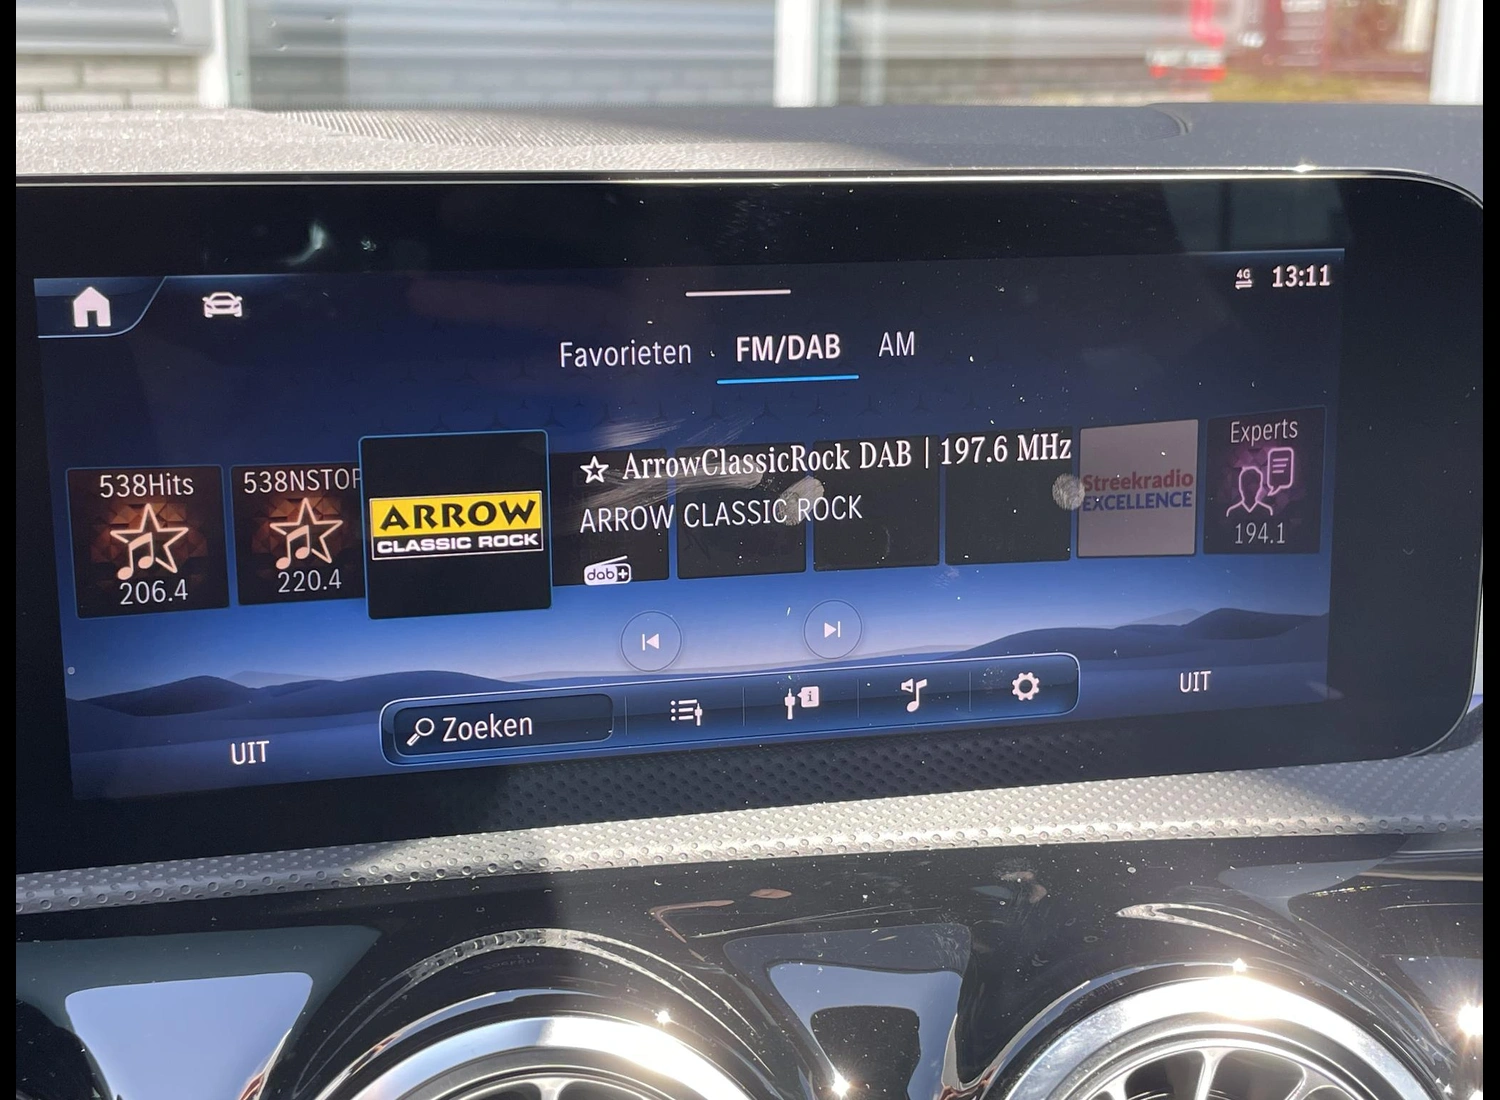 4G 13:11
Favorieten FM/DAB AM
538Hits
206.4
538NSTOP
220.4
ARROW
CLASSIC ROCK
ArrowClassicRock DAB | 197.6 MHz
ARROW CLASSIC ROCK
dab+
Streekradio
EXCELLENCE
Experts
194.1
UIT
Zoeken
i
UIT